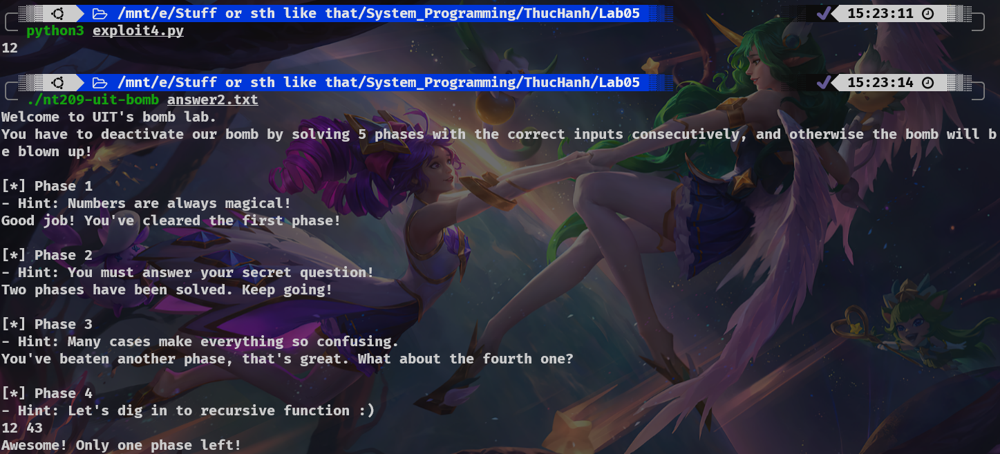 /mnt/e/Stuff or sth like that/System_Programming/ThucHanh/Lab05 15:23:11
python3 exploit4.py
12
/mnt/e/Stuff or sth like that/System_Programming/ThucHanh/Lab05 15:23:14
./nt209-uit-bomb answer2.txt
Welcome to UIT's bomb lab.
You have to deactivate our bomb by solving 5 phases with the correct inputs consecutively, and otherwise the bomb will b
e blown up!
[*] Phase 1
- Hint: Numbers are always magical!
Good job! You've cleared the first phase!
[*] Phase 2
- Hint: You must answer your secret question!
Two phases have been solved. Keep going!
[*] Phase 3
- Hint: Many cases make everything so confusing.
You've beaten another phase, that's great. What about the fourth one?
[*] Phase 4
- Hint: Let's dig in to recursive function :)
12 43
Awesome! Only one phase left!